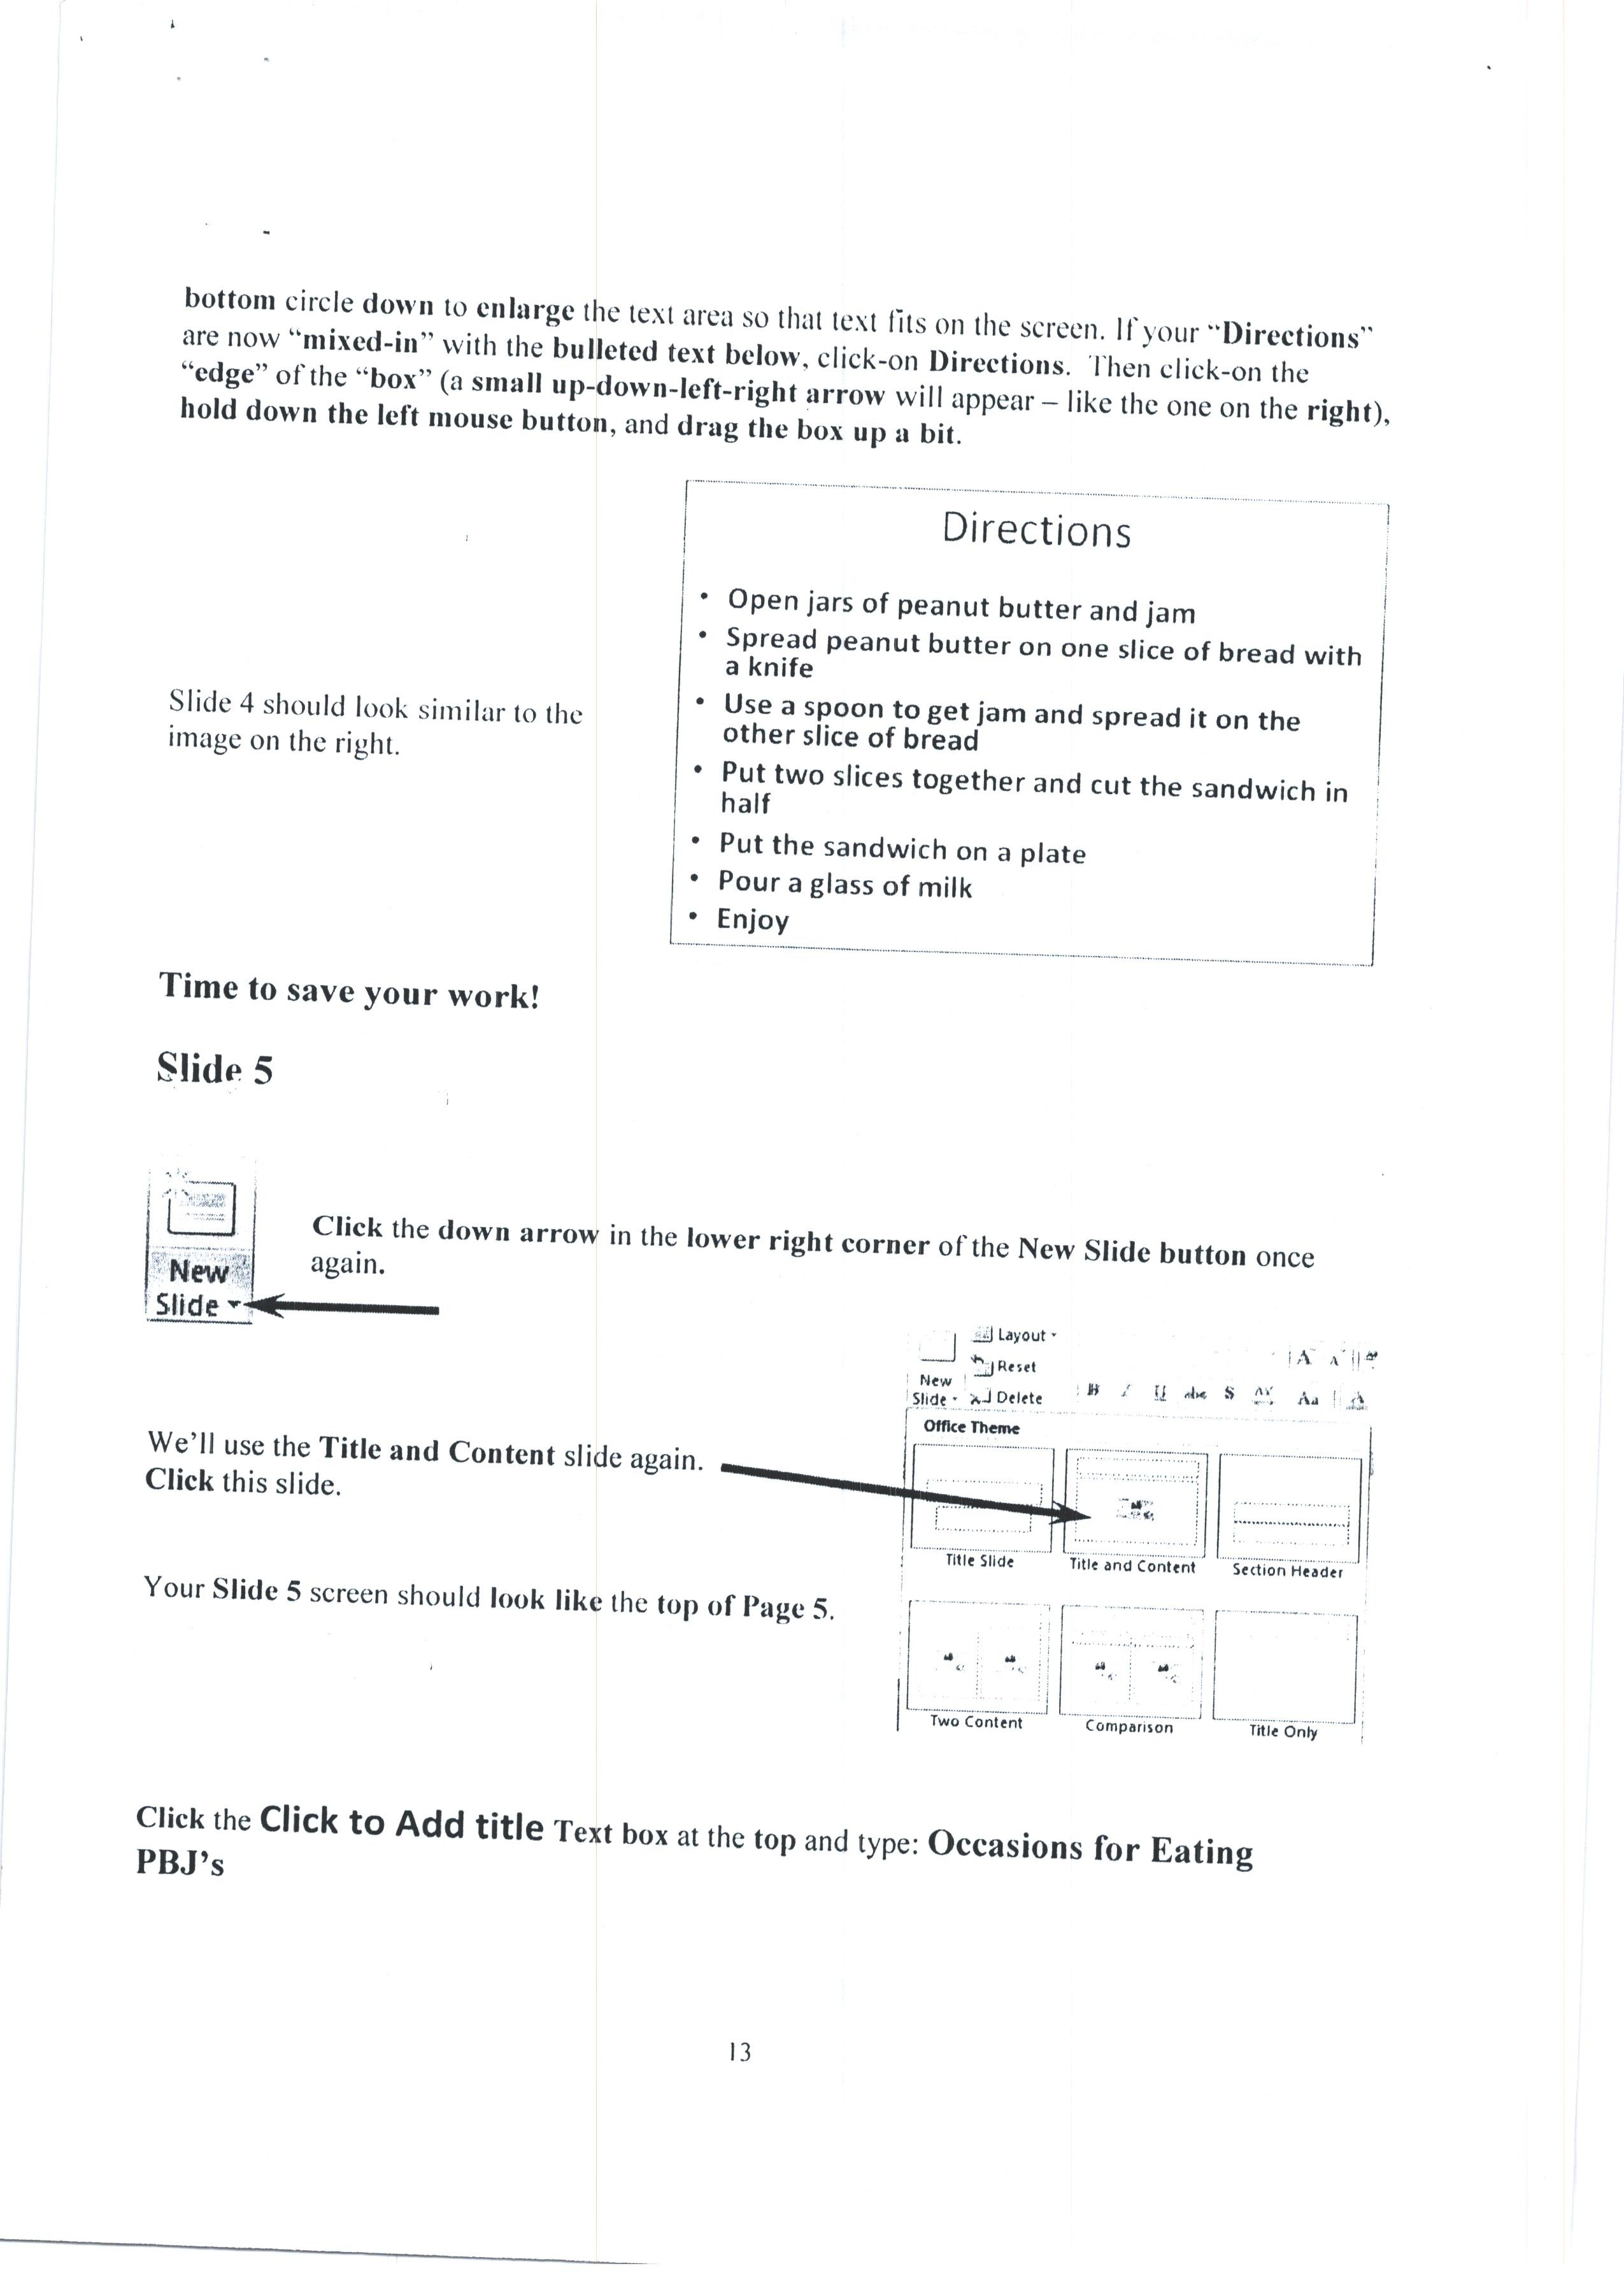 bottom circle down to enlarge the text area so that text fits on the screen. If your “Directions”
are now “mixed-in” with the bulleted text below, click-on Directions. Then click-on the
“edge” of the “box” (a small up-down-left-right arrow will appear – like the one on the right),
hold down the left mouse button, and drag the box up a bit.
Directions
• Open jars of peanut butter and jam
• Spread peanut butter on one slice of bread with
a knife
• Use a spoon to get jam and spread it on the
other slice of bread
• Put two slices together and cut the sandwich in
half
• Put the sandwich on a plate
• Pour a glass of milk
• Enjoy
Slide 4 should look similar to the
image on the right.
Time to save your work!
Slide 5
New
Slide
Click the down arrow in the lower right corner of the New Slide button once
again.
Layout
Reset
New
Slide
Delete
B I U abc S AV Aa A
A A
Office Theme
Title Slide
Title and Content
Section Header
Two Content
Comparison
Title Only
We’ll use the Title and Content slide again.
Click this slide.
Your Slide 5 screen should look like the top of Page 5.
Click the Click to Add title Text box at the top and type: Occasions for Eating
PBJ’s
13